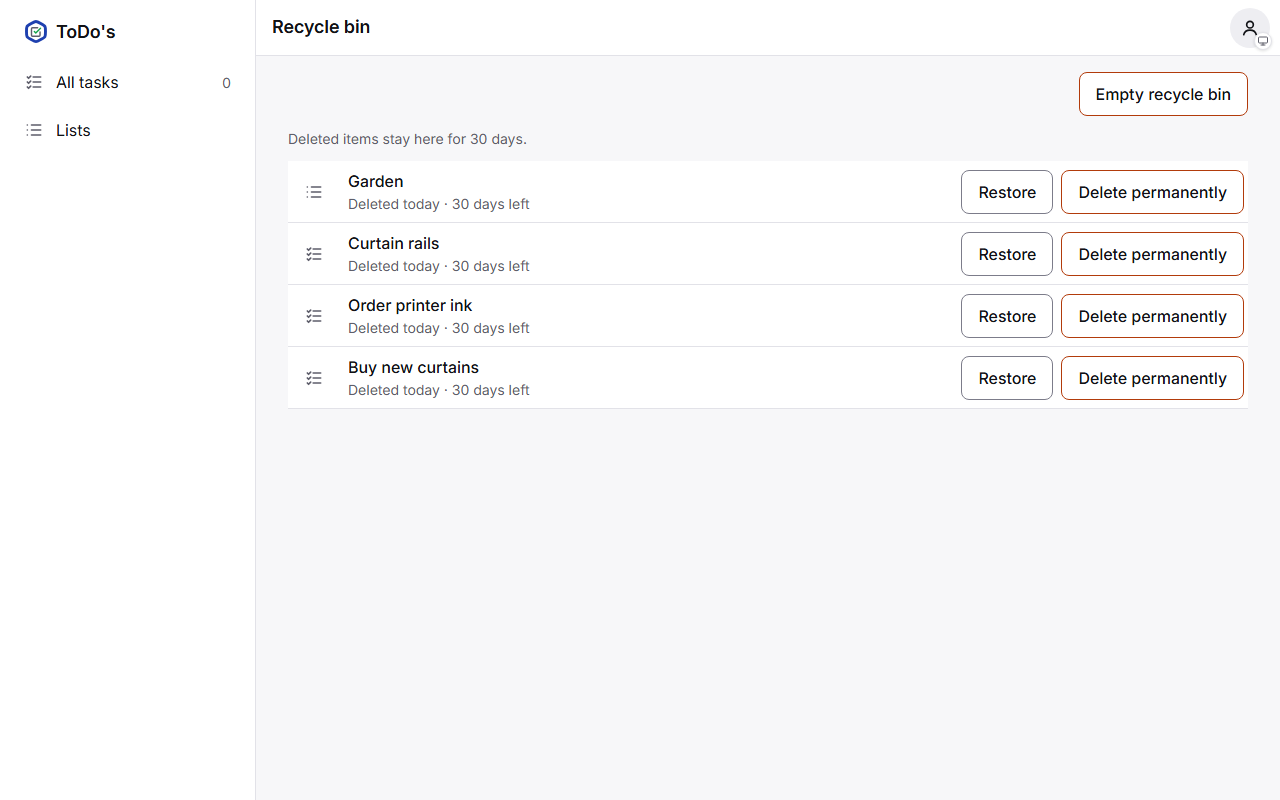 ToDo's
All tasks 0
Lists
Recycle bin
Empty recycle bin
Deleted items stay here for 30 days.
Garden
Deleted today · 30 days left
Restore
Delete permanently
Curtain rails
Deleted today · 30 days left
Restore
Delete permanently
Order printer ink
Deleted today · 30 days left
Restore
Delete permanently
Buy new curtains
Deleted today · 30 days left
Restore
Delete permanently